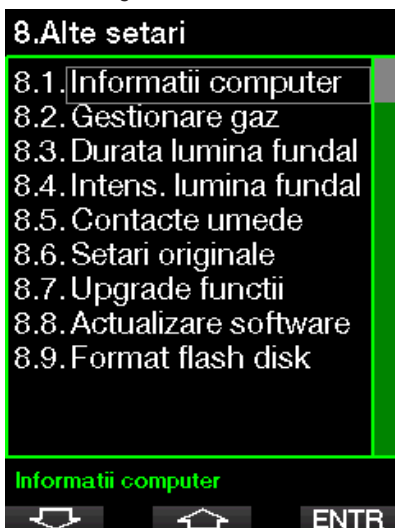 8.Alte setari
8.1.Informatii computer
8.2.Gestionare gaz
8.3.Durata lumina fundal
8.4.Intens. lumina fundal
8.5.Contacte umede
8.6.Setari originale
8.7.Upgrade functii
8.8.Actualizare software
8.9.Format flash disk
Informatii computer
ENTR